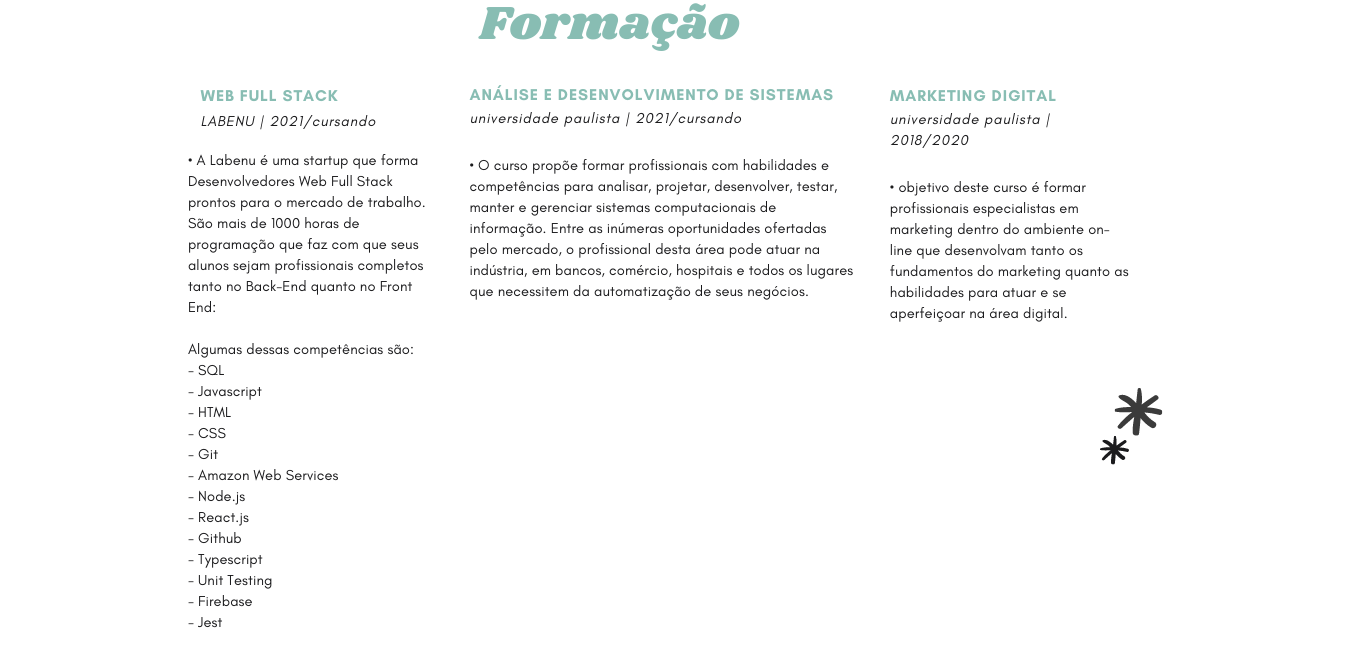 Formação
WEB FULL STACK
LABENU | 2021/cursando
• A Labenu é uma startup que forma
Desenvolvedores Web Full Stack
prontos para o mercado de trabalho.
São mais de 1000 horas de
programação que faz com que seus
alunos sejam profissionais completos
tanto no Back-End quanto no Front
End:
Algumas dessas competências são:
- SQL
- Javascript
- HTML
- CSS
- Git
- Amazon Web Services
- Node.js
- React.js
- Github
- Typescript
- Unit Testing
- Firebase
- Jest
ANÁLISE E DESENVOLVIMENTO DE SISTEMAS
universidade paulista | 2021/cursando
• O curso propõe formar profissionais com habilidades e
competências para analisar, projetar, desenvolver, testar,
manter e gerenciar sistemas computacionais de
informação. Entre as inúmeras oportunidades ofertadas
pelo mercado, o profissional desta área pode atuar na
indústria, em bancos, comércio, hospitais e todos os lugares
que necessitem da automatização de seus negócios.
MARKETING DIGITAL
universidade paulista |
2018/2020
• objetivo deste curso é formar
profissionais especialistas em
marketing dentro do ambiente on-
line que desenvolvam tanto os
fundamentos do marketing quanto as
habilidades para atuar e se
aperfeiçoar na área digital.